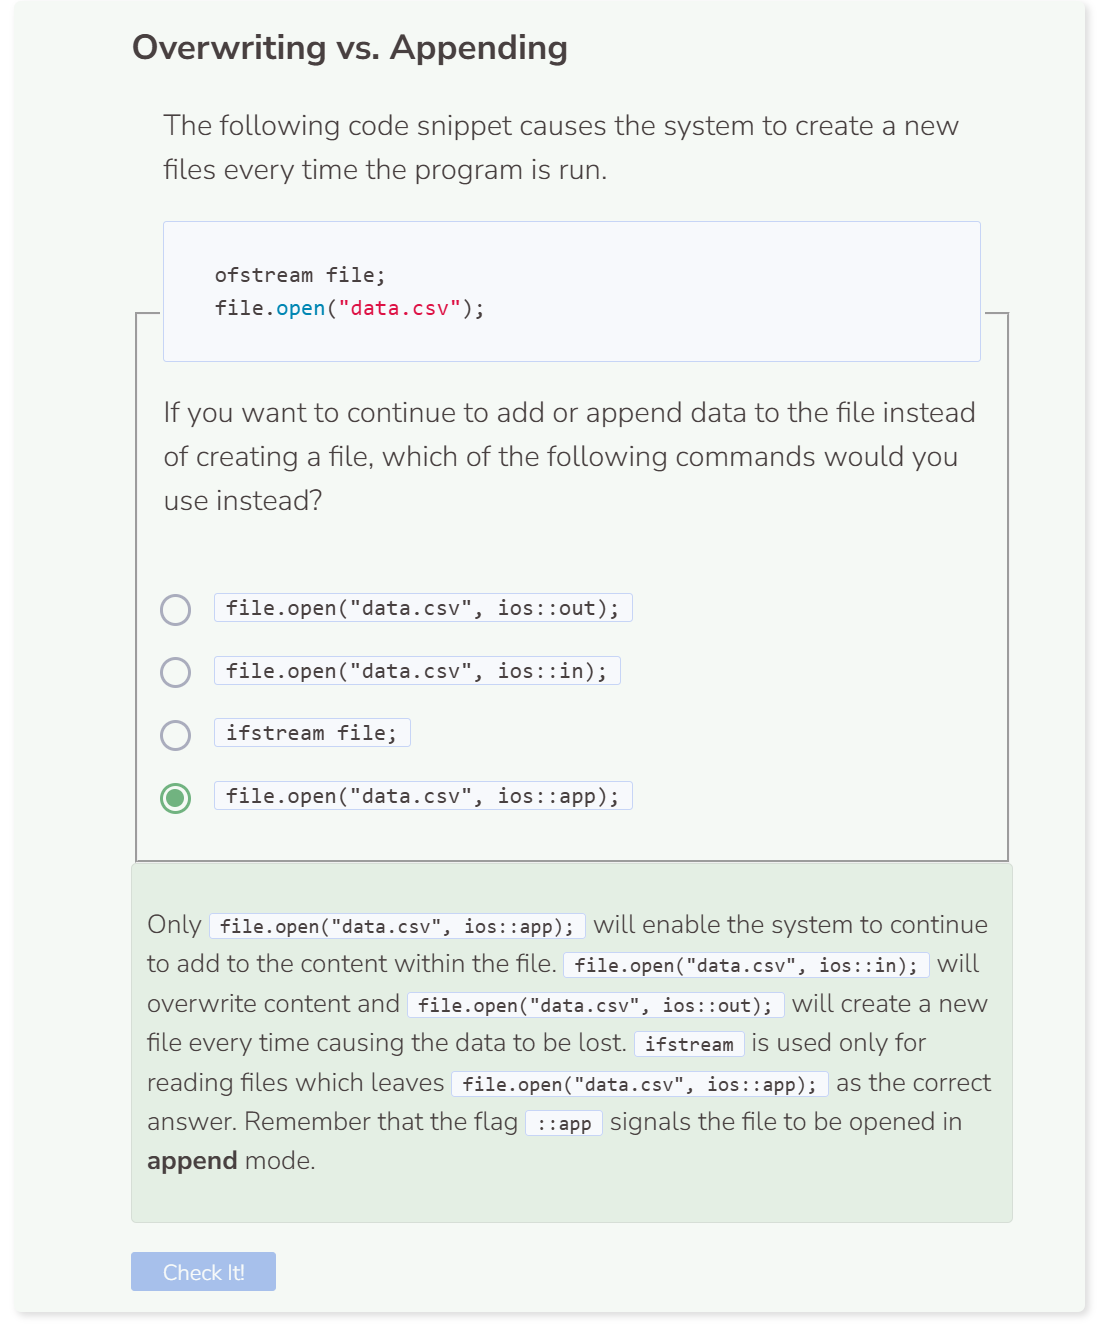 Overwriting vs. Appending
The following code snippet causes the system to create a new
files every time the program is run.
ofstream file;
file.open("data.csv");
If you want to continue to add or append data to the file instead
of creating a file, which of the following commands would you
use instead?
file.open("data.csv", ios::out);
file.open("data.csv", ios::in);
ifstream file;
file.open("data.csv", ios::app);
Only file.open("data.csv", ios::app); will enable the system to continue
to add to the content within the file. file.open("data.csv", ios::in); will
overwrite content and file.open("data.csv", ios::out); will create a new
file every time causing the data to be lost. ifstream is used only for
reading files which leaves file.open("data.csv", ios::app); as the correct
answer. Remember that the flag ::app signals the file to be opened in
append mode.
Check It!